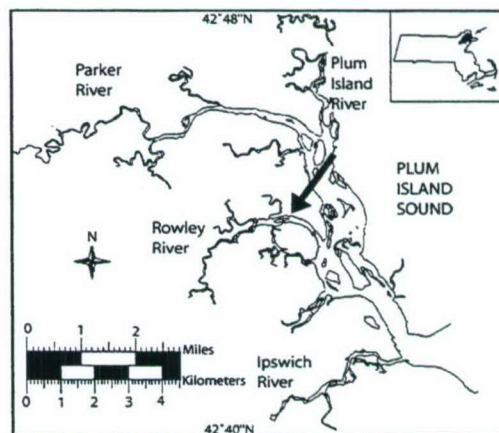 42°48"N
Parker
River
Plum
Island
River
PLUM
ISLAND
SOUND
Rowley
River
N
0 1 2
Miles
Kilometers
0 1 2 3 4
Ipswich
River
42°40"N